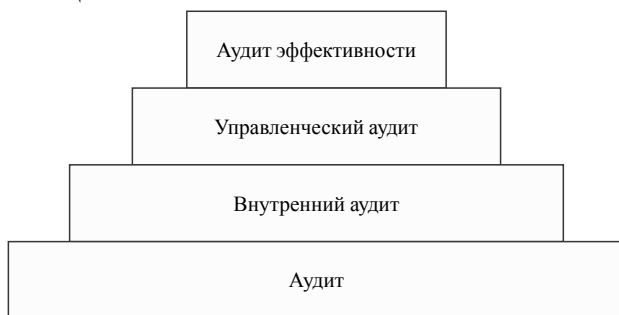 Аудит эффективности
Управленческий аудит
Внутренний аудит
Аудит